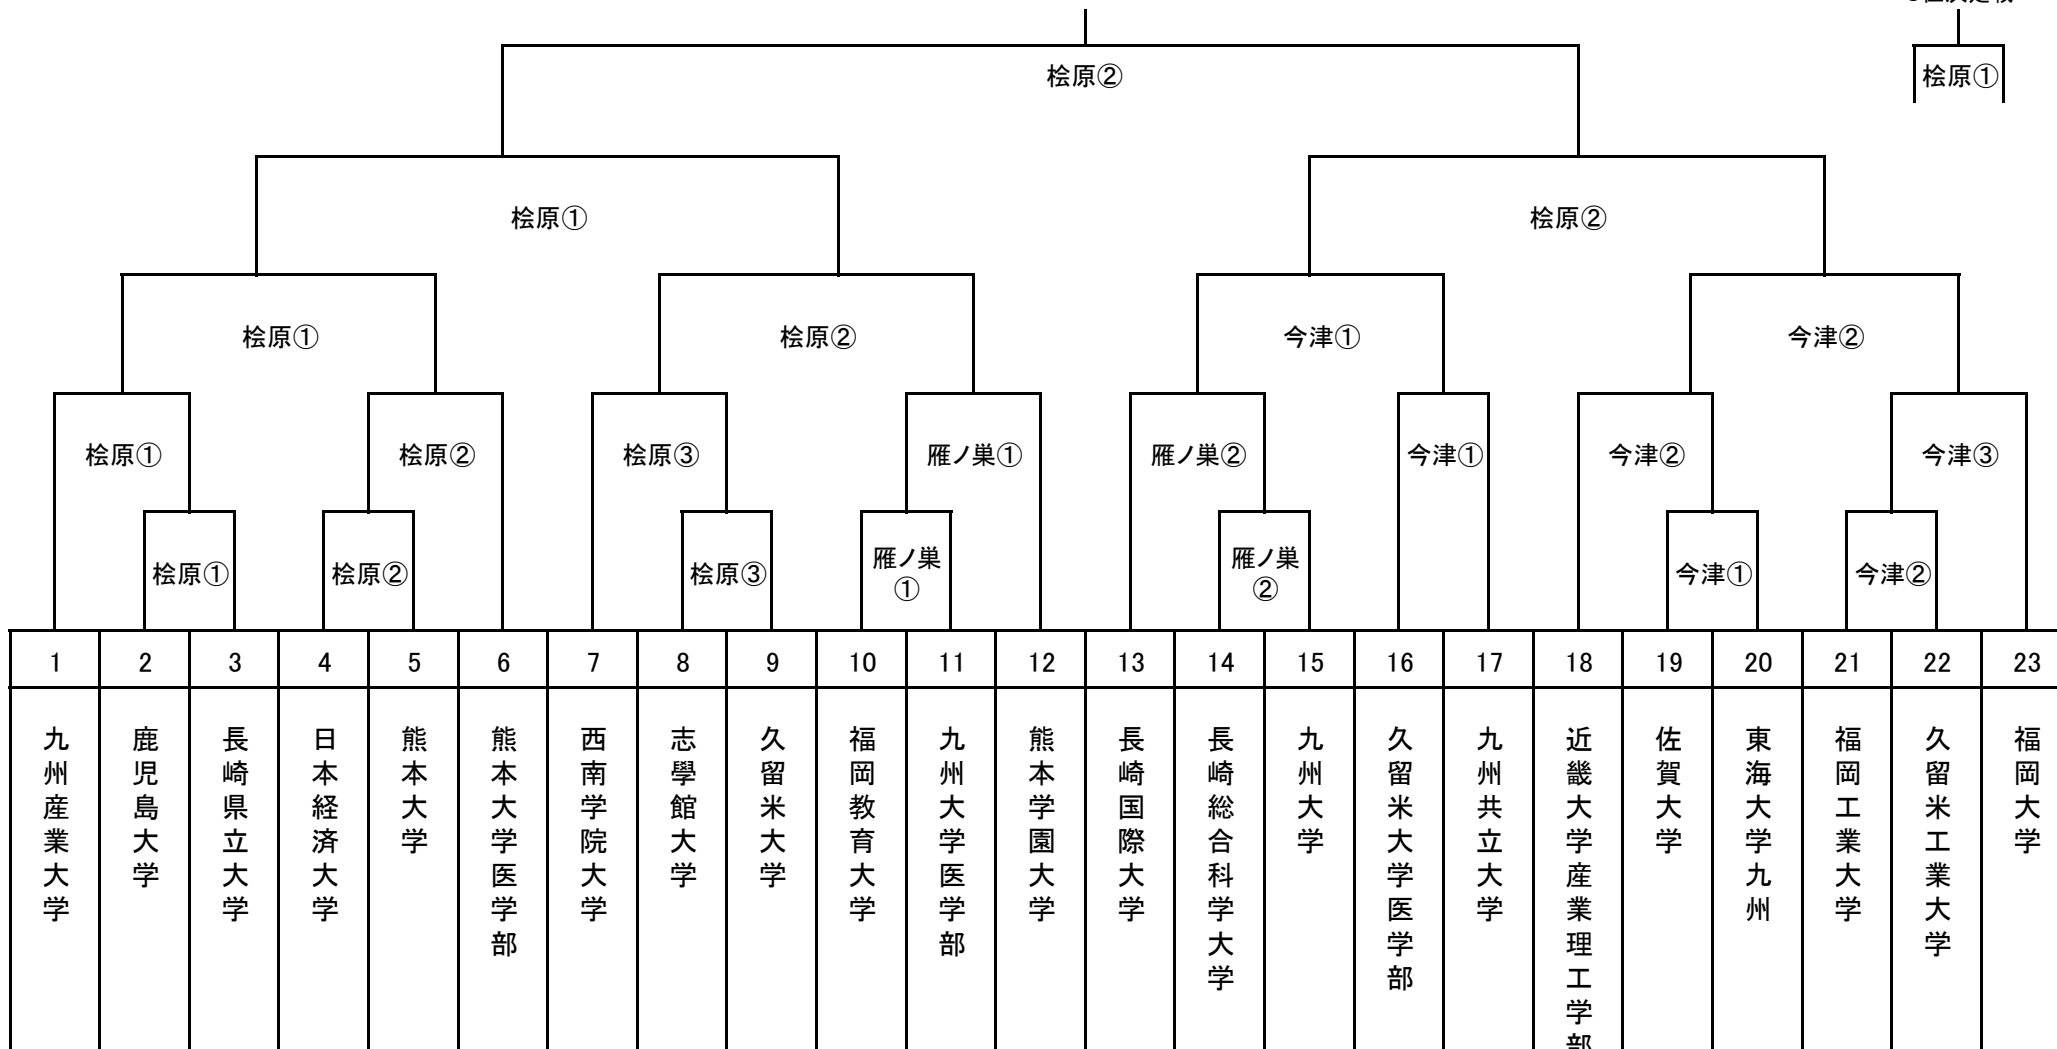 3位決定戦
桧原②
桧原①
桧原①
桧原②
桧原①
桧原②
今津①
今津②
桧原①
桧原②
桧原③
雁ノ巣①
雁ノ巣②
今津①
今津②
今津③
桧原①
桧原②
桧原③
雁ノ巣
①
雁ノ巣
②
今津①
今津②
1 2 3 4 5 6 7 8 9 10 11 12 13 14 15 16 17 18 19 20 21 22 23
九州産業大学
鹿児島大学
長崎県立大学
日本経済大学
熊本大学
熊本大学医学部
西南学院大学
志學館大学
久留米大学
福岡教育大学
九州大学医学部
熊本学園大学
長崎国際大学
長崎総合科学大学
九州大学
久留米大学医学部
九州共立大学
近畿大学産業理工学部
佐賀大学
東海大学九州
福岡工業大学
久留米工業大学
福岡大学